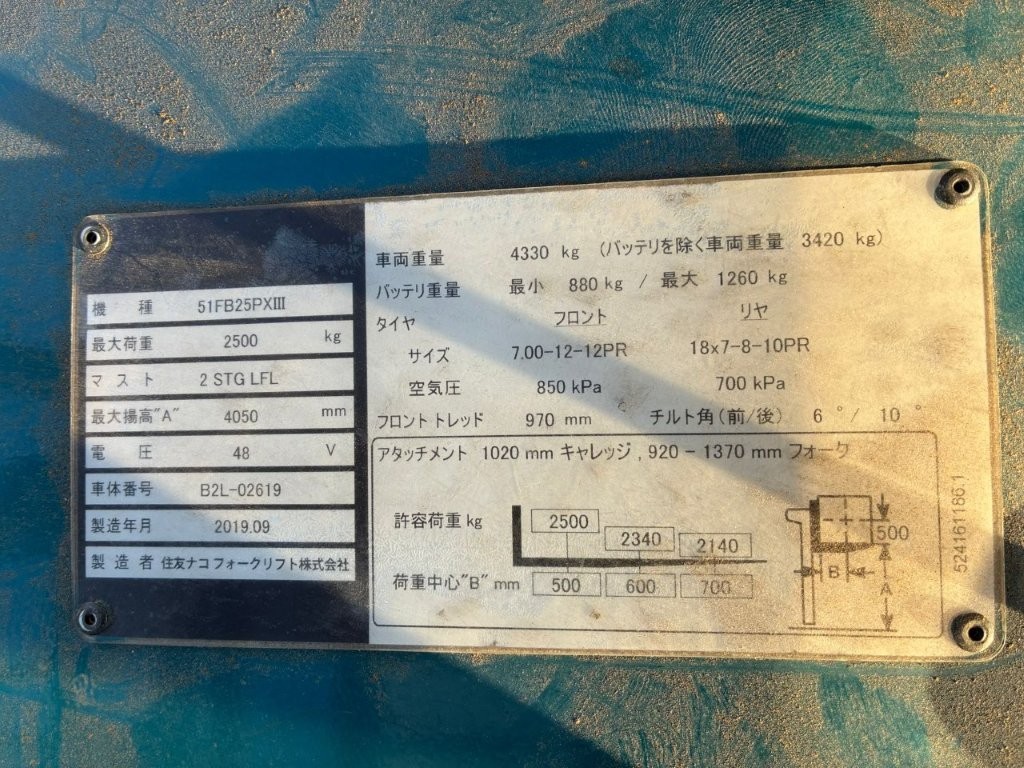 機種 51FB25PXⅢ
最大荷重 2500 kg
マスト 2 STG LFL
最大揚高"A" 4050 mm
電圧 48 V
車体番号 B2L-02619
製造年月 2019.09
製造者 住友ナコフォークリフト株式会社
車両重量 4330 kg (バッテリを除く車両重量 3420 kg)
バッテリ重量 最小 880 kg / 最大 1260 kg
タイヤ フロント リヤ
サイズ 7.00-12-12PR 18x7-8-10PR
空気圧 850 kPa 700 kPa
フロント トレッド 970 mm チルト角(前/後) 6° / 10°
アタッチメント 1020 mm キャレッジ , 920 - 1370 mm フォーク
許容荷重 kg 2500 2340 2140
荷重中心"B" mm 500 600 700
500
B
A
524161186.1